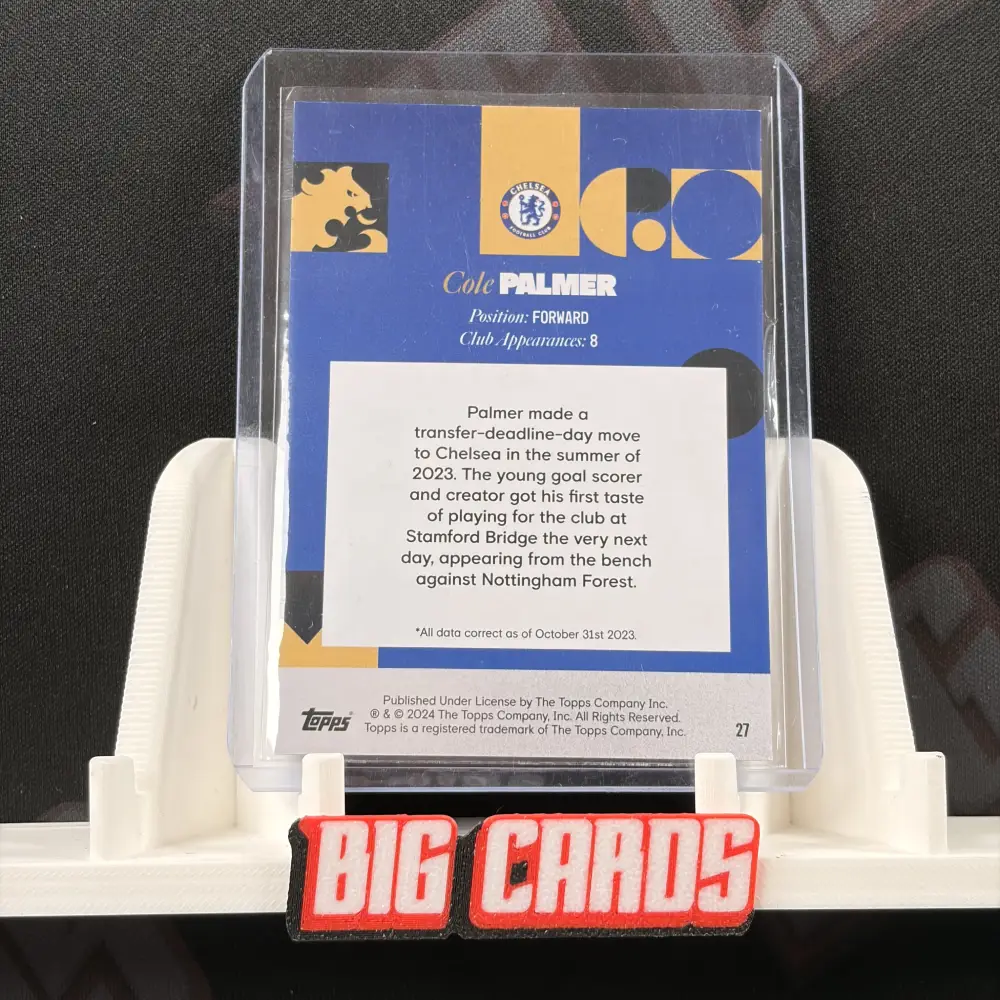 CHELSEA
FOOTBALL CLUB
Cole PALMER
Position: FORWARD
Club Appearances: 8
Palmer made a
transfer-deadline-day move
to Chelsea in the summer of
2023. The young goal scorer
and creator got his first taste
of playing for the club at
Stamford Bridge the very next
day, appearing from the bench
against Nottingham Forest.
*All data correct as of October 31st 2023.
Published Under License by The Topps Company Inc.
® & © 2024 The Topps Company, Inc. All Rights Reserved.
Topps is a registered trademark of The Topps Company, Inc.
Topps®
27
BIG CARDS